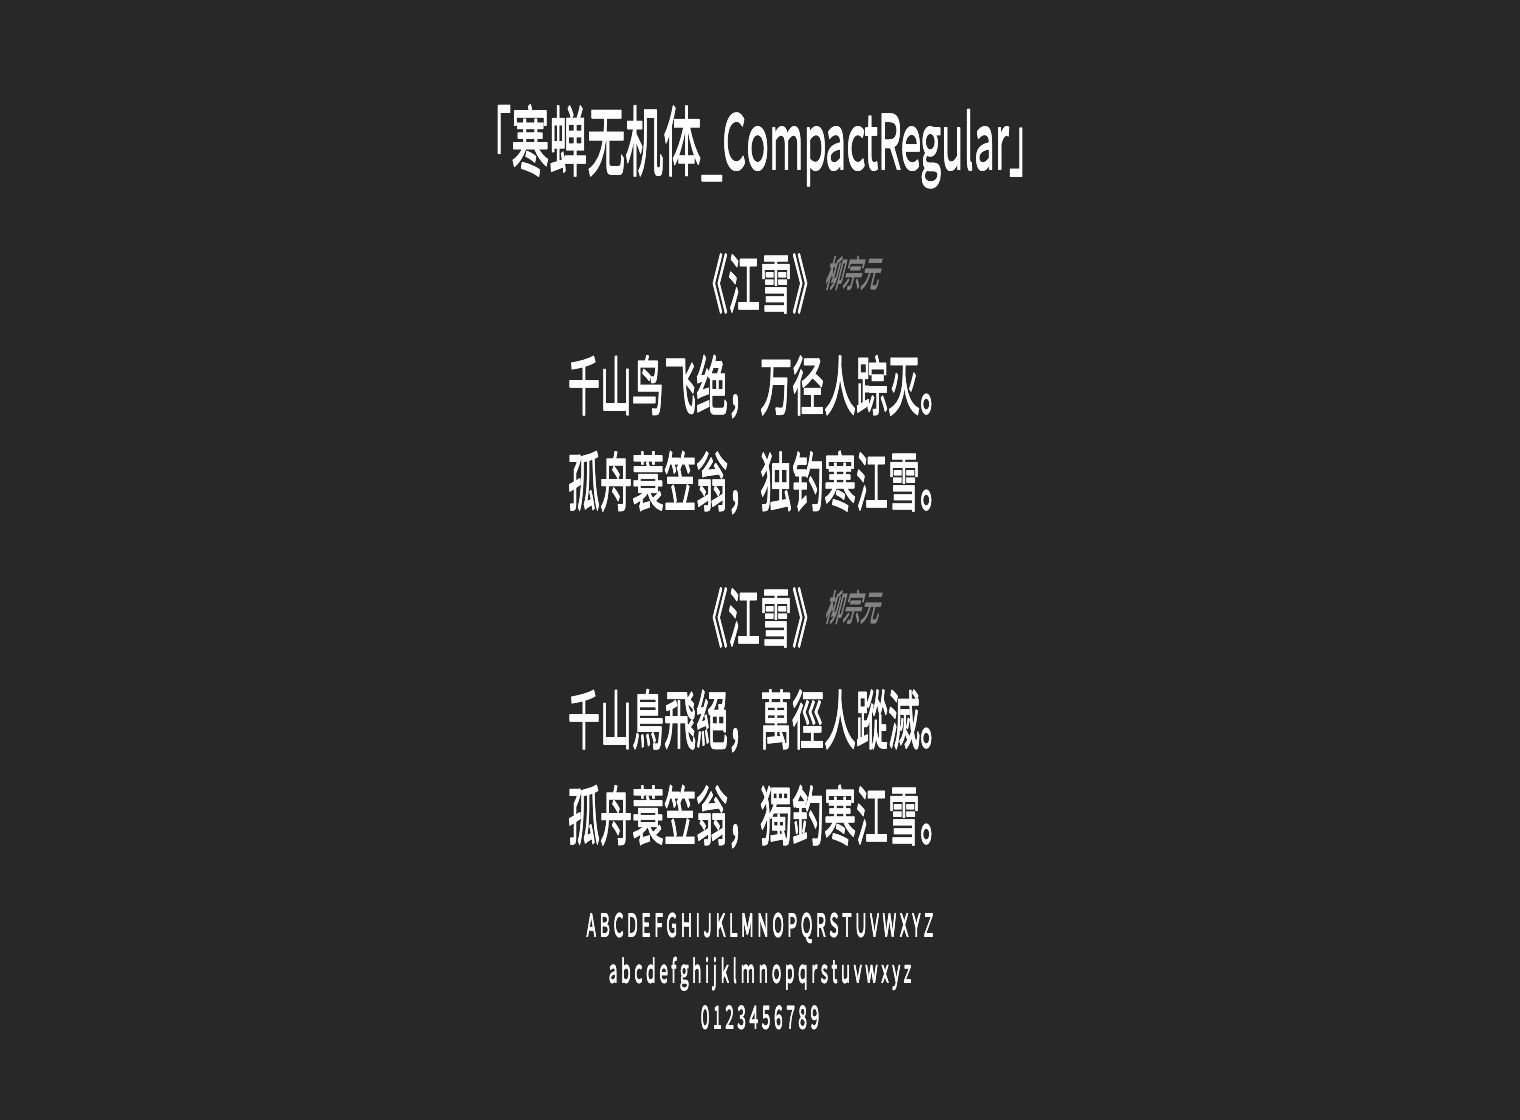 「寒蝉无机体_CompactRegular」
《江雪》柳宗元
千山鸟飞绝，万径人踪灭。
孤舟蓑笠翁，独钓寒江雪。
《江雪》柳宗元
千山鳥飛絕，萬徑人蹤滅。
孤舟蓑笠翁，獨釣寒江雪。
ABCDEFGHIJKLMNOPQRSTUVWXYZ
abcdefghijklmnopqrstuvwxyz
0123456789